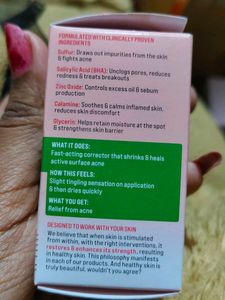 FORMULATED WITH CLINICALLY PROVEN
INGREDIENTS
Sulfur: Draws out impurities from the skin
& fights acne
Salicylic Acid (BHA): Unclogs pores, reduces
redness & treats breakouts
Zinc Oxide: Controls excess oil & sebum
production
Calamine: Soothes & calms inflamed skin,
reduces skin discomfort
Glycerin: Helps retain moisture at the spot
& strengthens skin barrier
WHAT IT DOES:
Fast-acting corrector that shrinks & heals
active surface acne
HOW THIS FEELS:
Slight tingling sensation on application
& then dries quickly
WHAT YOU GET:
Relief from acne
DESIGNED TO WORK WITH YOUR SKIN
We believe that when skin is stimulated
from within, with the right interventions, it
restores & enhances its strength, resulting
in healthy skin. This philosophy manifests
in each of our products. And healthy skin is
truly beautiful, wouldn't you agree?